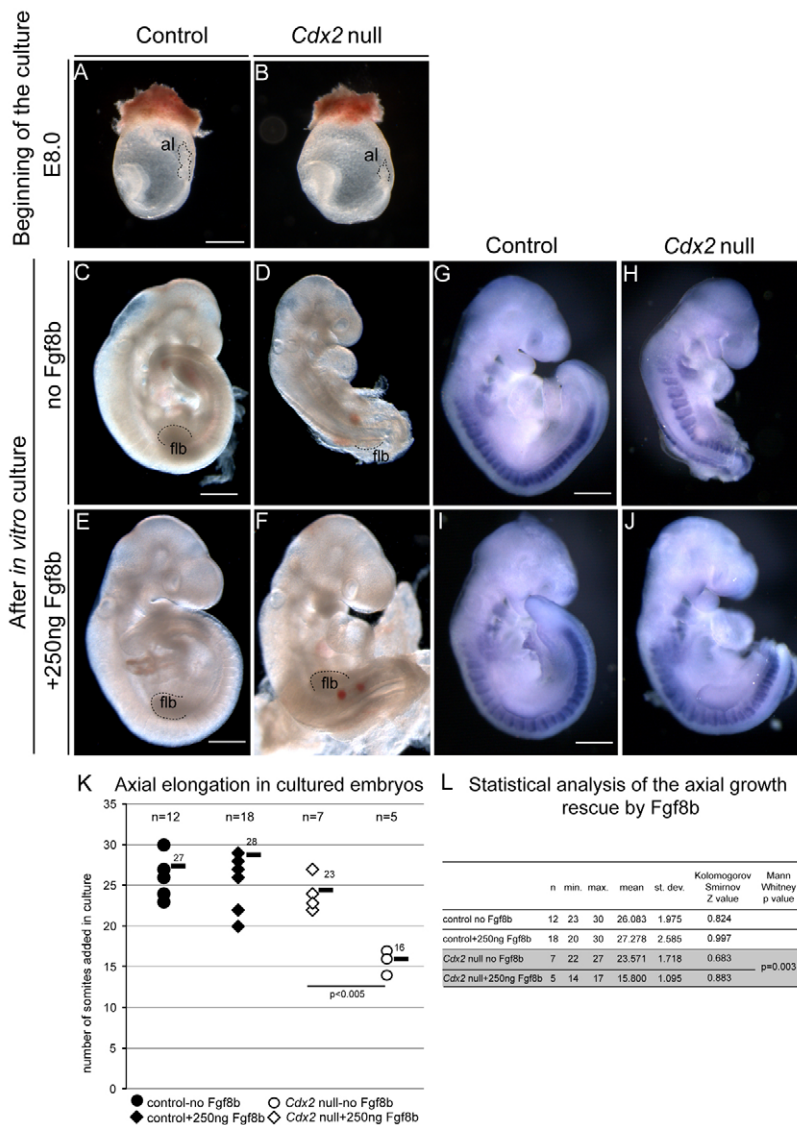 Control
Cdx2 null
Beginning of the culture
E8.0
A
al
B
al
Control
Cdx2 null
After in vitro culture
no Fgf8b
C
flb
D
flb
G
H
+250ng Fgf8b
E
flb
F
flb
I
J
K Axial elongation in cultured embryos
number of somites added in culture
35
30
25
20
15
10
5
0
n=12
n=18
n=7
n=5
27
28
23
16
p<0.005
control-no Fgf8b
Cdx2 null-no Fgf8b
control+250ng Fgf8b
Cdx2 null+250ng Fgf8b
L Statistical analysis of the axial growth
rescue by Fgf8b
n min. max. mean st. dev. Kolomogorov Smirnov Z value Mann Whitney p value
control no Fgf8b 12 23 30 26.083 1.975 0.824
control+250ng Fgf8b 18 20 30 27.278 2.585 0.997
Cdx2 null no Fgf8b 7 22 27 23.571 1.718 0.683
p=0.003
Cdx2 null+250ng Fgf8b 5 14 17 15.800 1.095 0.883